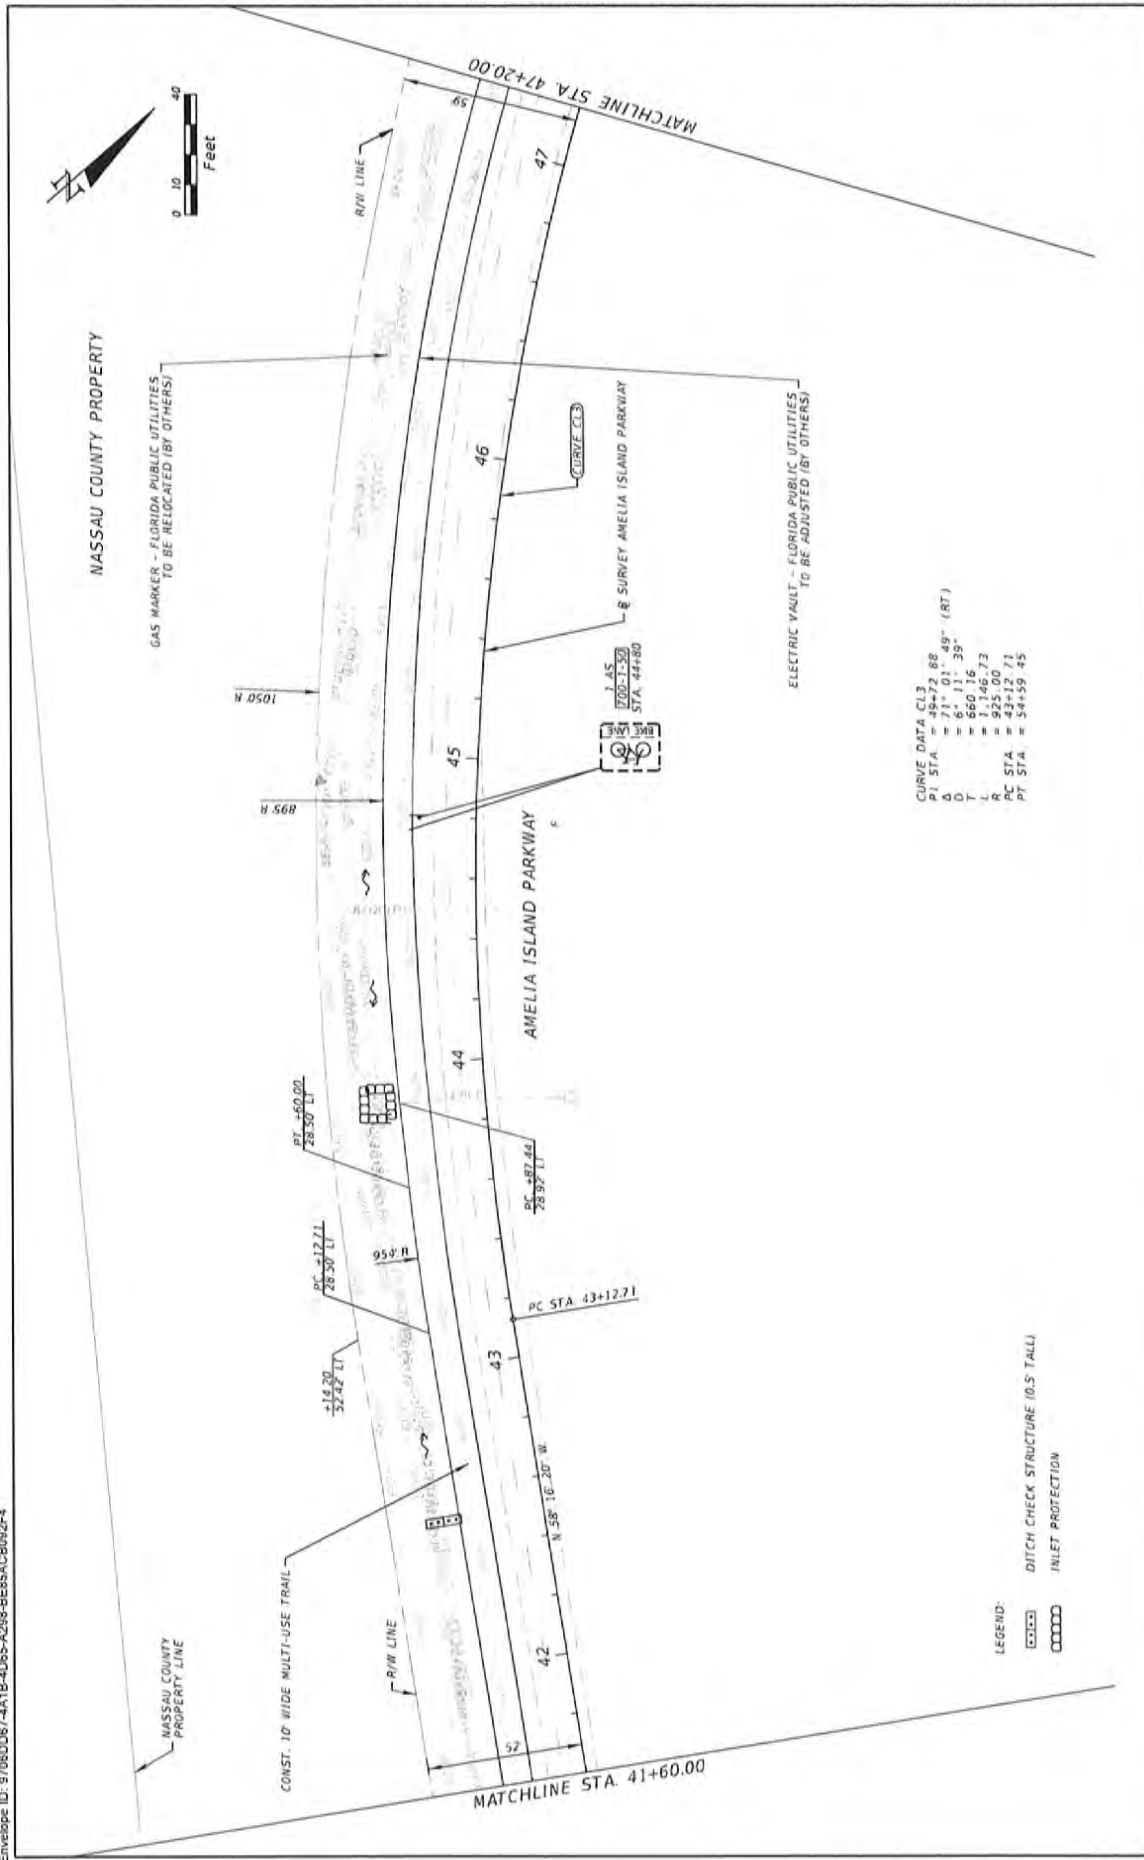 Envelope ID: 9706DD67-4A1B-4D65-A298-BE85ACB092F4
NASSAU COUNTY
PROPERTY LINE
NASSAU COUNTY PROPERTY
0 10 40
Feet
GAS MARKER - FLORIDA PUBLIC UTILITIES
TO BE RELOCATED (BY OTHERS)
R/W LINE
MATCHLINE STA. 47+20.00
59'
1050' R
895' R
PT. +60.00
28.50' LT
PC. +12.71
28.50' LT
954' R
+14.20
52.42' LT
CONST. 10' WIDE MULTI-USE TRAIL
R/W LINE
52'
MATCHLINE STA. 41+60.00
42
43
44
45
46
47
N 58° 16' 20" W
PC STA. 43+12.71
PC. +87.44
28.92' LT
AMELIA ISLAND PARKWAY
BIKE LANE
1 AS
700-1-50
STA. 44+80
℄ SURVEY AMELIA ISLAND PARKWAY
CURVE CL3
ELECTRIC VAULT - FLORIDA PUBLIC UTILITIES
TO BE ADJUSTED (BY OTHERS)
CURVE DATA CL3
PI STA. = 49+72.88
Δ = 71° 01' 49" (RT)
D = 6° 11' 39"
T = 660.16
L = 1,146.73
R = 925.00
PC STA. = 43+12.71
PT STA. = 54+59.45
LEGEND:
DITCH CHECK STRUCTURE (0.5' TALL)
INLET PROTECTION